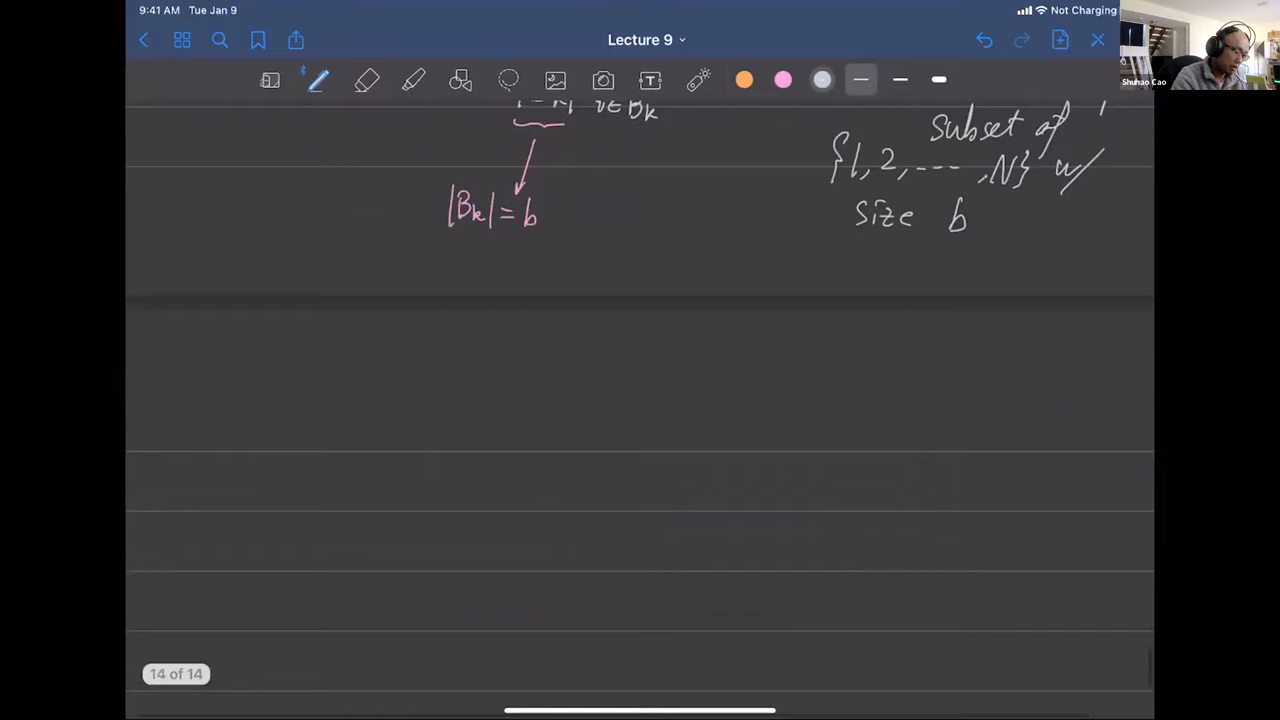 9:41 AM Tue Jan 9
Not Charging
Lecture 9
Shuhao Cao
i ∈ B_k
subset of
{1, 2, ---- , N} w/
|B_k| = b
size b
14 of 14